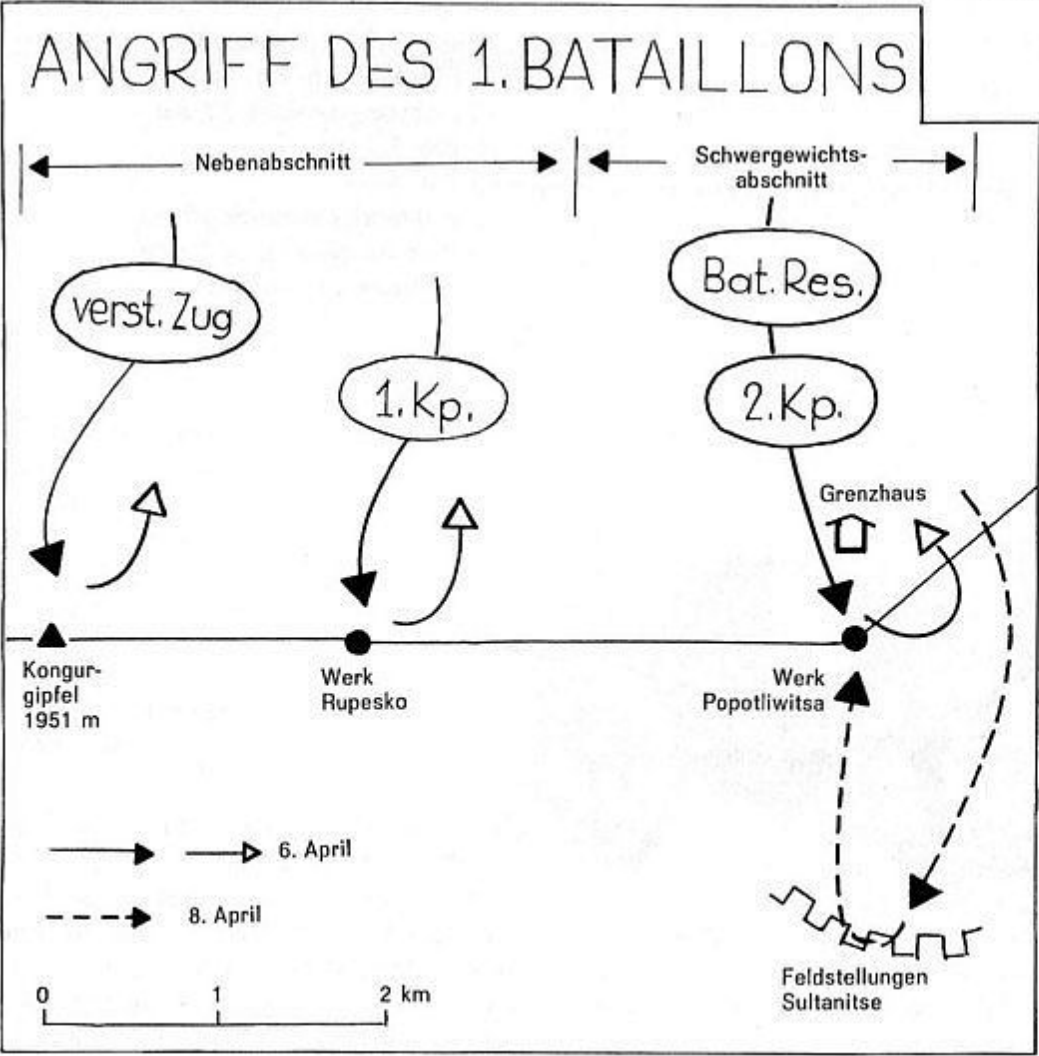 ANGRIFF DES 1. BATAILLONS
Nebenabschnitt
Schwergewichts-
abschnitt
verst. Zug
Bat. Res.
1. Kp.
2. Kp.
Grenzhaus
Kongur-
gipfel
1951 m
Werk
Rupesko
Werk
Popotliwitsa
6. April
8. April
0 1 2 km
Feldstellungen
Sultanitse